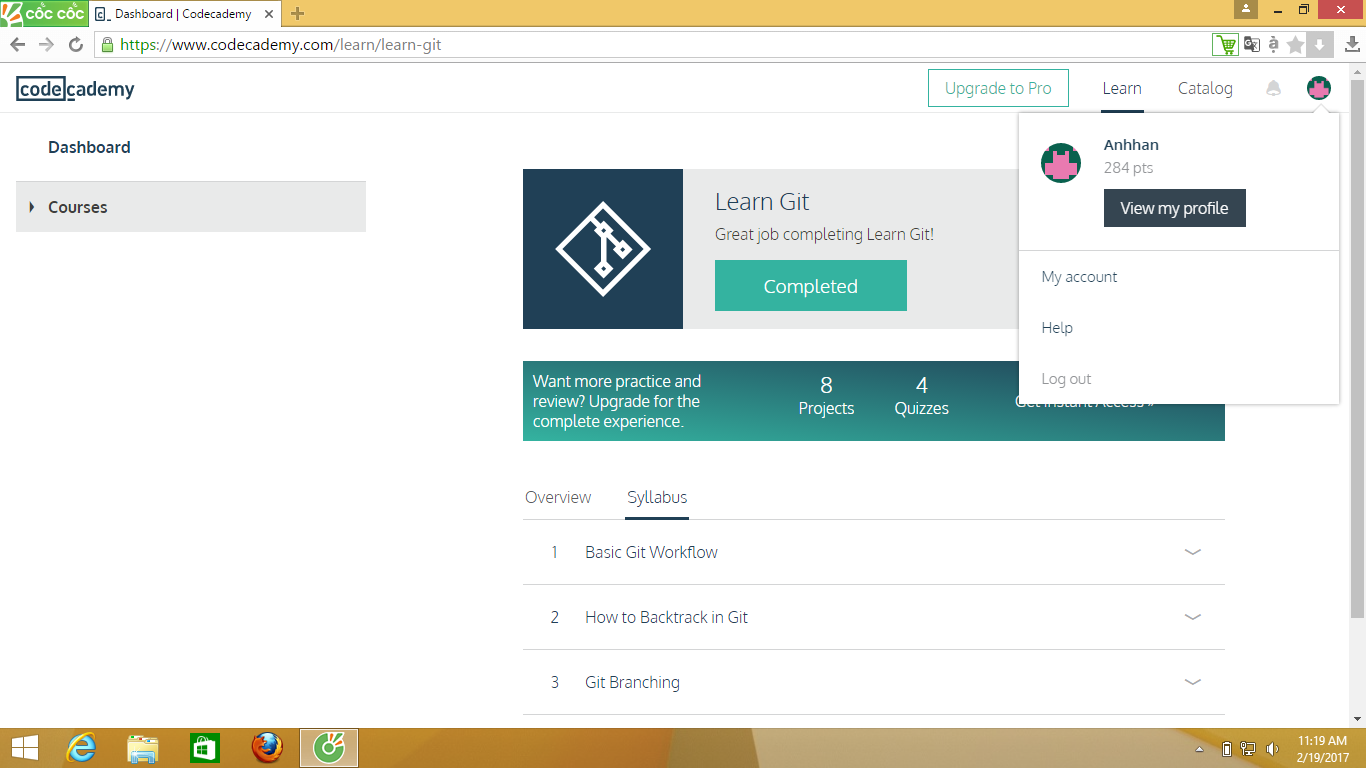 cốc cốc
Dashboard | Codecademy
https://www.codecademy.com/learn/learn-git
codecademy
Upgrade to Pro
Learn
Catalog
Dashboard
Courses
Anhhan
284 pts
View my profile
My account
Help
Log out
Learn Git
Great job completing Learn Git!
Completed
Want more practice and
review? Upgrade for the
complete experience.
8
Projects
4
Quizzes
Get Instant Access »
Overview
Syllabus
1 Basic Git Workflow
2 How to Backtrack in Git
3 Git Branching
11:19 AM
2/19/2017